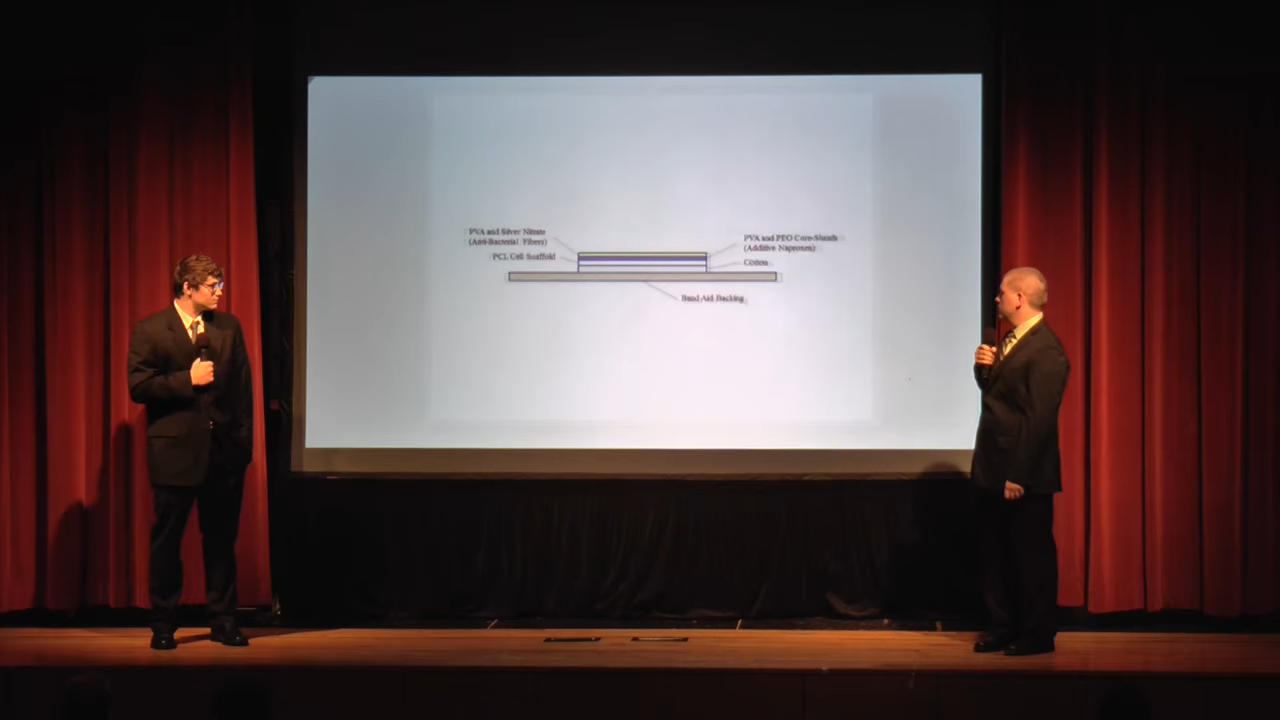 PVA and Silver Nitrate
(Anti-Bacterial Fibers)
PCL Cell Scaffold
PVA and PEO Core-Sheath
(Additive Naproxen)
Cotton
Band-Aid Backing